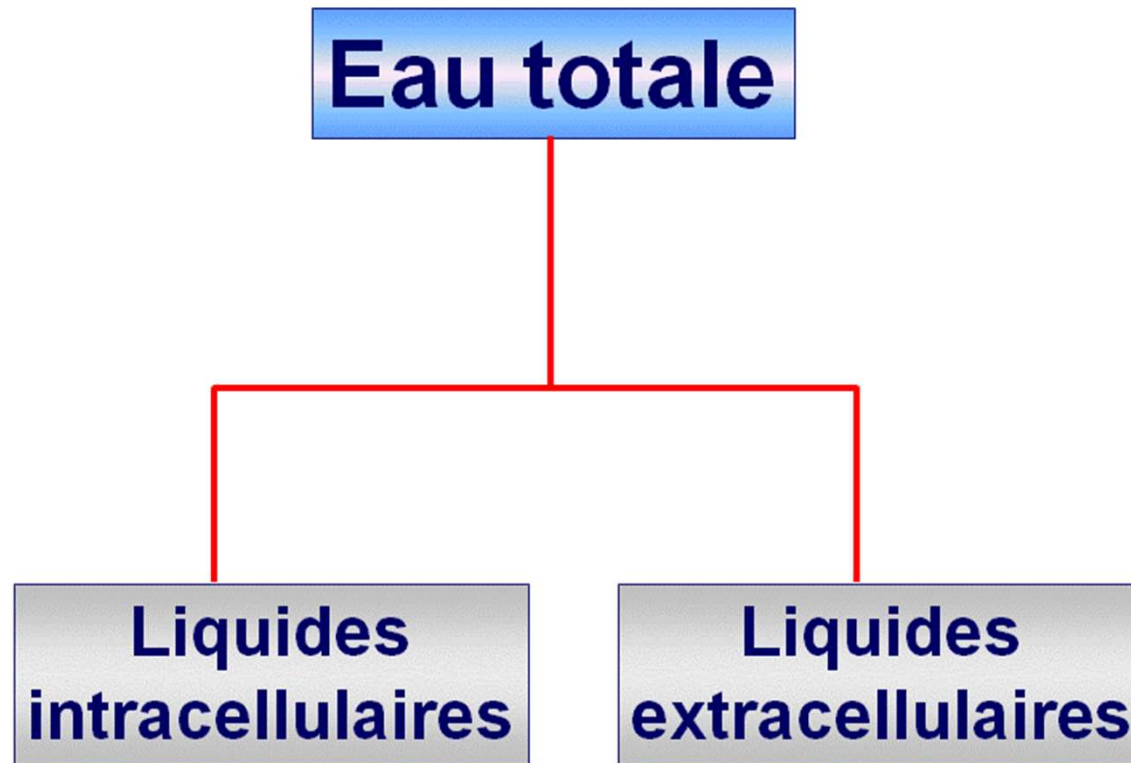 Eau totale
Liquides
intracellulaires
Liquides
extracellulaires